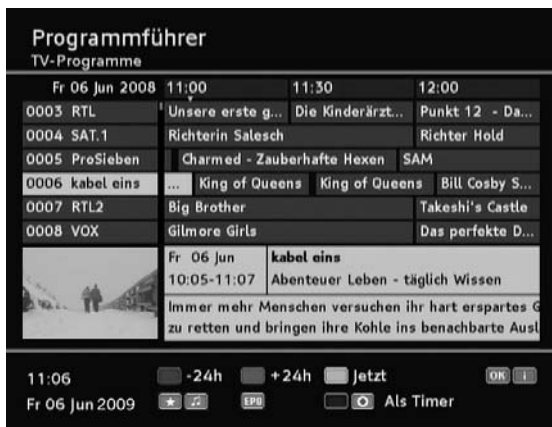 Programmführer
TV-Programme
Fr 06 Jun 2008 11:00 11:30 12:00
0003 RTL Unsere erste g... Die Kinderärzt... Punkt 12 - Da...
0004 SAT.1 Richterin Salesch Richter Hold
0005 ProSieben Charmed - Zauberhafte Hexen SAM
0006 kabel eins ... King of Queens King of Queens Bill Cosby S...
0007 RTL2 Big Brother Takeshi's Castle
0008 VOX Gilmore Girls Das perfekte D...
Fr 06 Jun kabel eins
10:05-11:07 Abenteuer Leben - täglich Wissen
Immer mehr Menschen versuchen ihr hart erspartes G
zu retten und bringen ihre Kohle ins benachbarte Ausl
11:06 -24h +24h Jetzt OK i
Fr 06 Jun 2009 EPG Als Timer